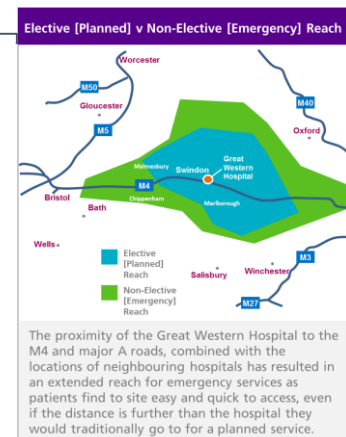 Elective [Planned] v Non-Elective [Emergency] Reach
Worcester
M50
M40
Gloucester
M5
Oxford
Great
Western
Hospital
Malmesbury
Swindon
M4
Bristol
Chippenham
Marlborough
Bath
Wells
Elective
[Planned]
Reach
M3
Salisbury
Winchester
Non-Elective
[Emergency]
Reach
M27
The proximity of the Great Western Hospital to the
M4 and major A roads, combined with the
locations of neighbouring hospitals has resulted in
an extended reach for emergency services as
patients find to site easy and quick to access, even
if the distance is further than the hospital they
would traditionally go to for a planned service.